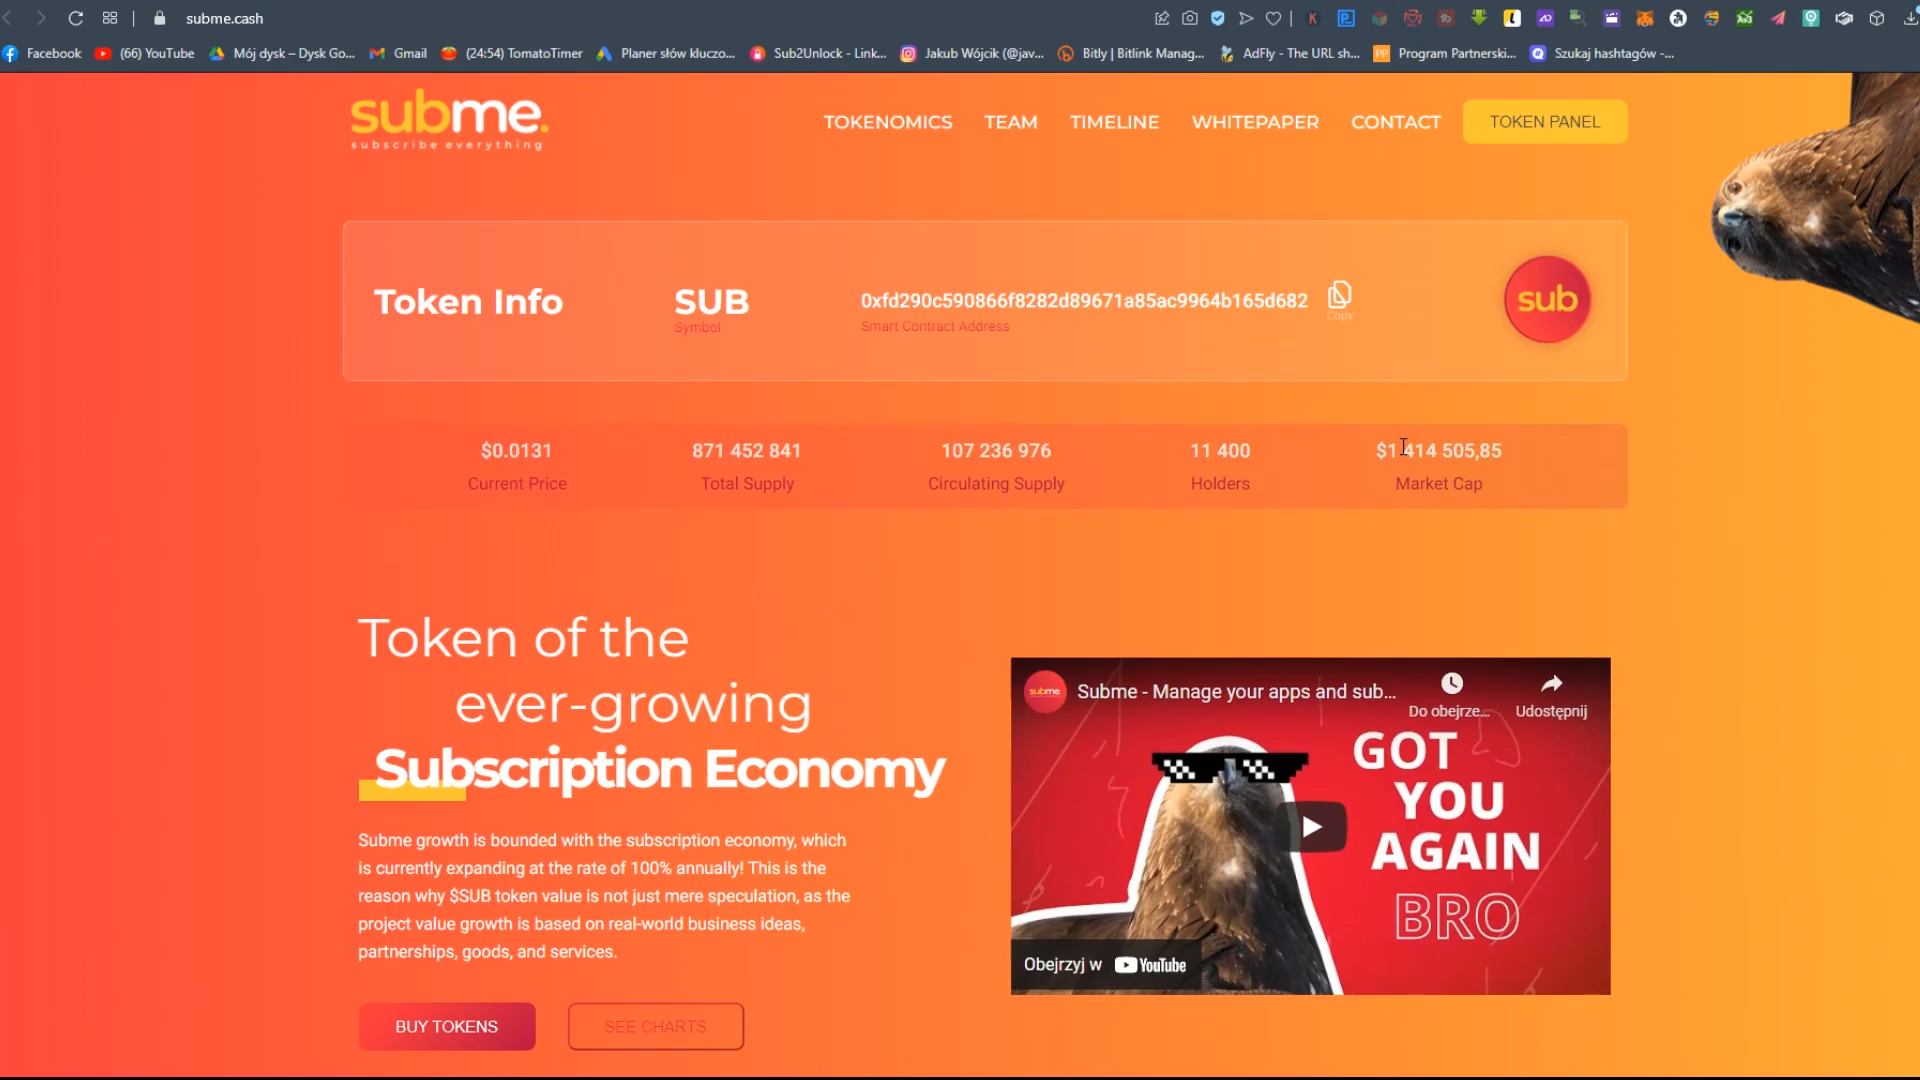 subme.cash
Facebook
(66) YouTube
Mój dysk – Dysk Go...
Gmail
(24:54) TomatoTimer
Planer słów kluczo...
Sub2Unlock - Link...
Jakub Wójcik (@jav...
Bitly | Bitlink Manag...
AdFly - The URL sh...
Program Partnerski...
Szukaj hashtagów -...
subme.
subscribe everything
TOKENOMICS
TEAM
TIMELINE
WHITEPAPER
CONTACT
TOKEN PANEL
Token Info
SUB
Symbol
0xfd290c590866f8282d89671a85ac9964b165d682
Smart Contract Address
Copy
sub
$0.0131
Current Price
871 452 841
Total Supply
107 236 976
Circulating Supply
11 400
Holders
$1 414 505,85
Market Cap
Token of the
ever-growing
Subscription Economy
Subme growth is bounded with the subscription economy, which
is currently expanding at the rate of 100% annually! This is the
reason why $SUB token value is not just mere speculation, as the
project value growth is based on real-world business ideas,
partnerships, goods, and services.
BUY TOKENS
SEE CHARTS
subme
Subme - Manage your apps and sub...
Do obejrze...
Udostępnij
GOT
YOU
AGAIN
BRO
Obejrzyj w YouTube